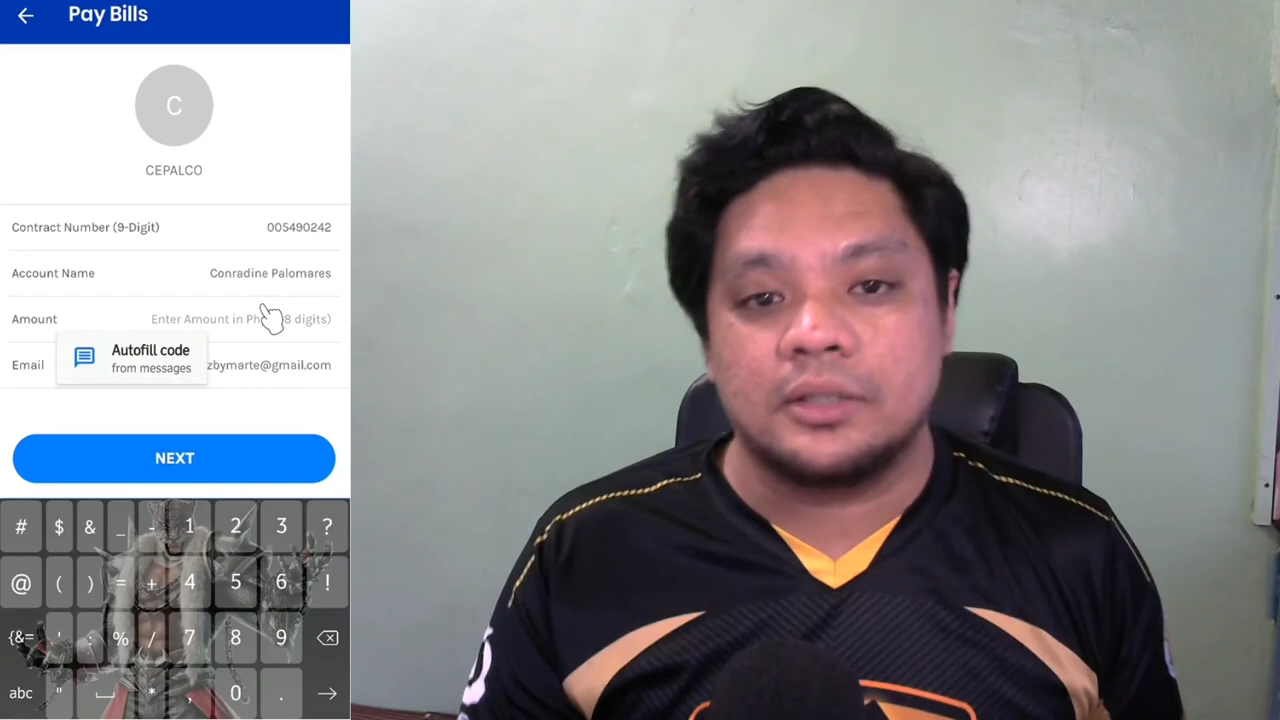 Pay Bills
C
CEPALCO
Contract Number (9-Digit) 005490242
Account Name Conradine Palomares
Amount Enter Amount in Ph 8 digits)
Autofill code
from messages
Email zbymarte@gmail.com
NEXT
# $ & _ - 1 2 3 ?
@ ( ) = + 4 5 6 !
{&= ' : % / 7 8 9
abc " * , 0 .